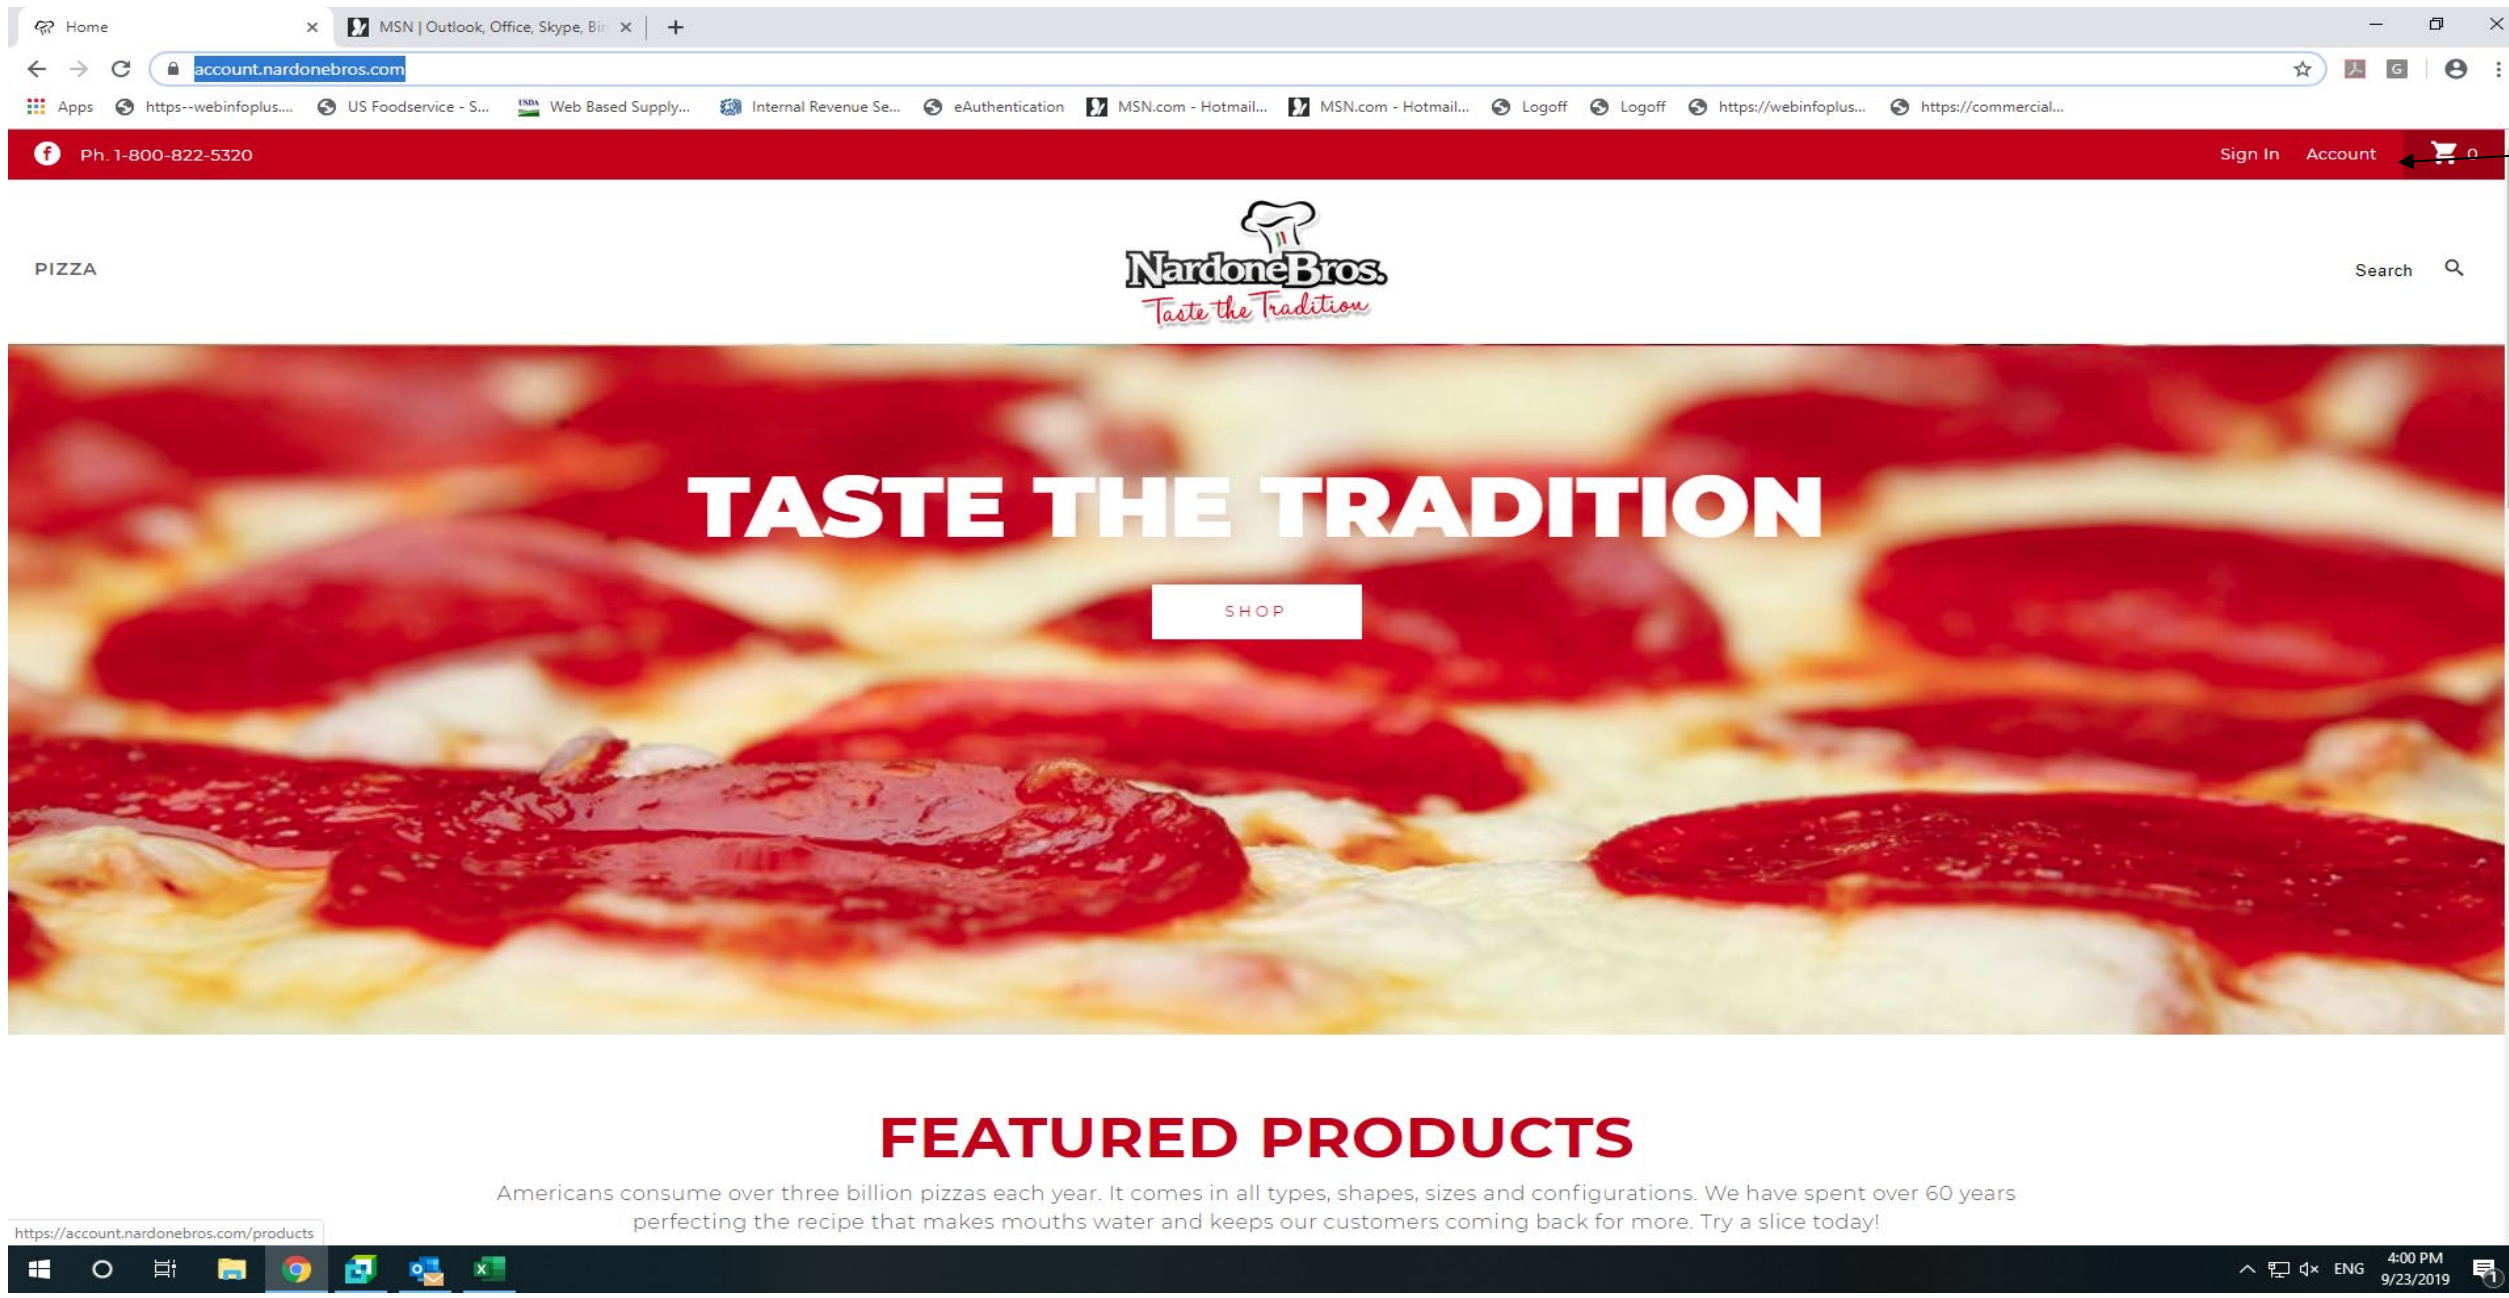 Home
MSN | Outlook, Office, Skype, Bin
account.nardonebros.com
Apps https--webinfoplus.... US Foodservice - S... USDA Web Based Supply... Internal Revenue Se... eAuthentication MSN.com - Hotmail... MSN.com - Hotmail... Logoff Logoff https://webinfoplus... https://commercial...
f Ph. 1-800-822-5320 Sign In Account 0
PIZZA
NardoneBros.
Taste the Tradition
Search
TASTE THE TRADITION
SHOP
FEATURED PRODUCTS
Americans consume over three billion pizzas each year. It comes in all types, shapes, sizes and configurations. We have spent over 60 years
perfecting the recipe that makes mouths water and keeps our customers coming back for more. Try a slice today!
https://account.nardonebros.com/products
ENG
4:00 PM
9/23/2019
1